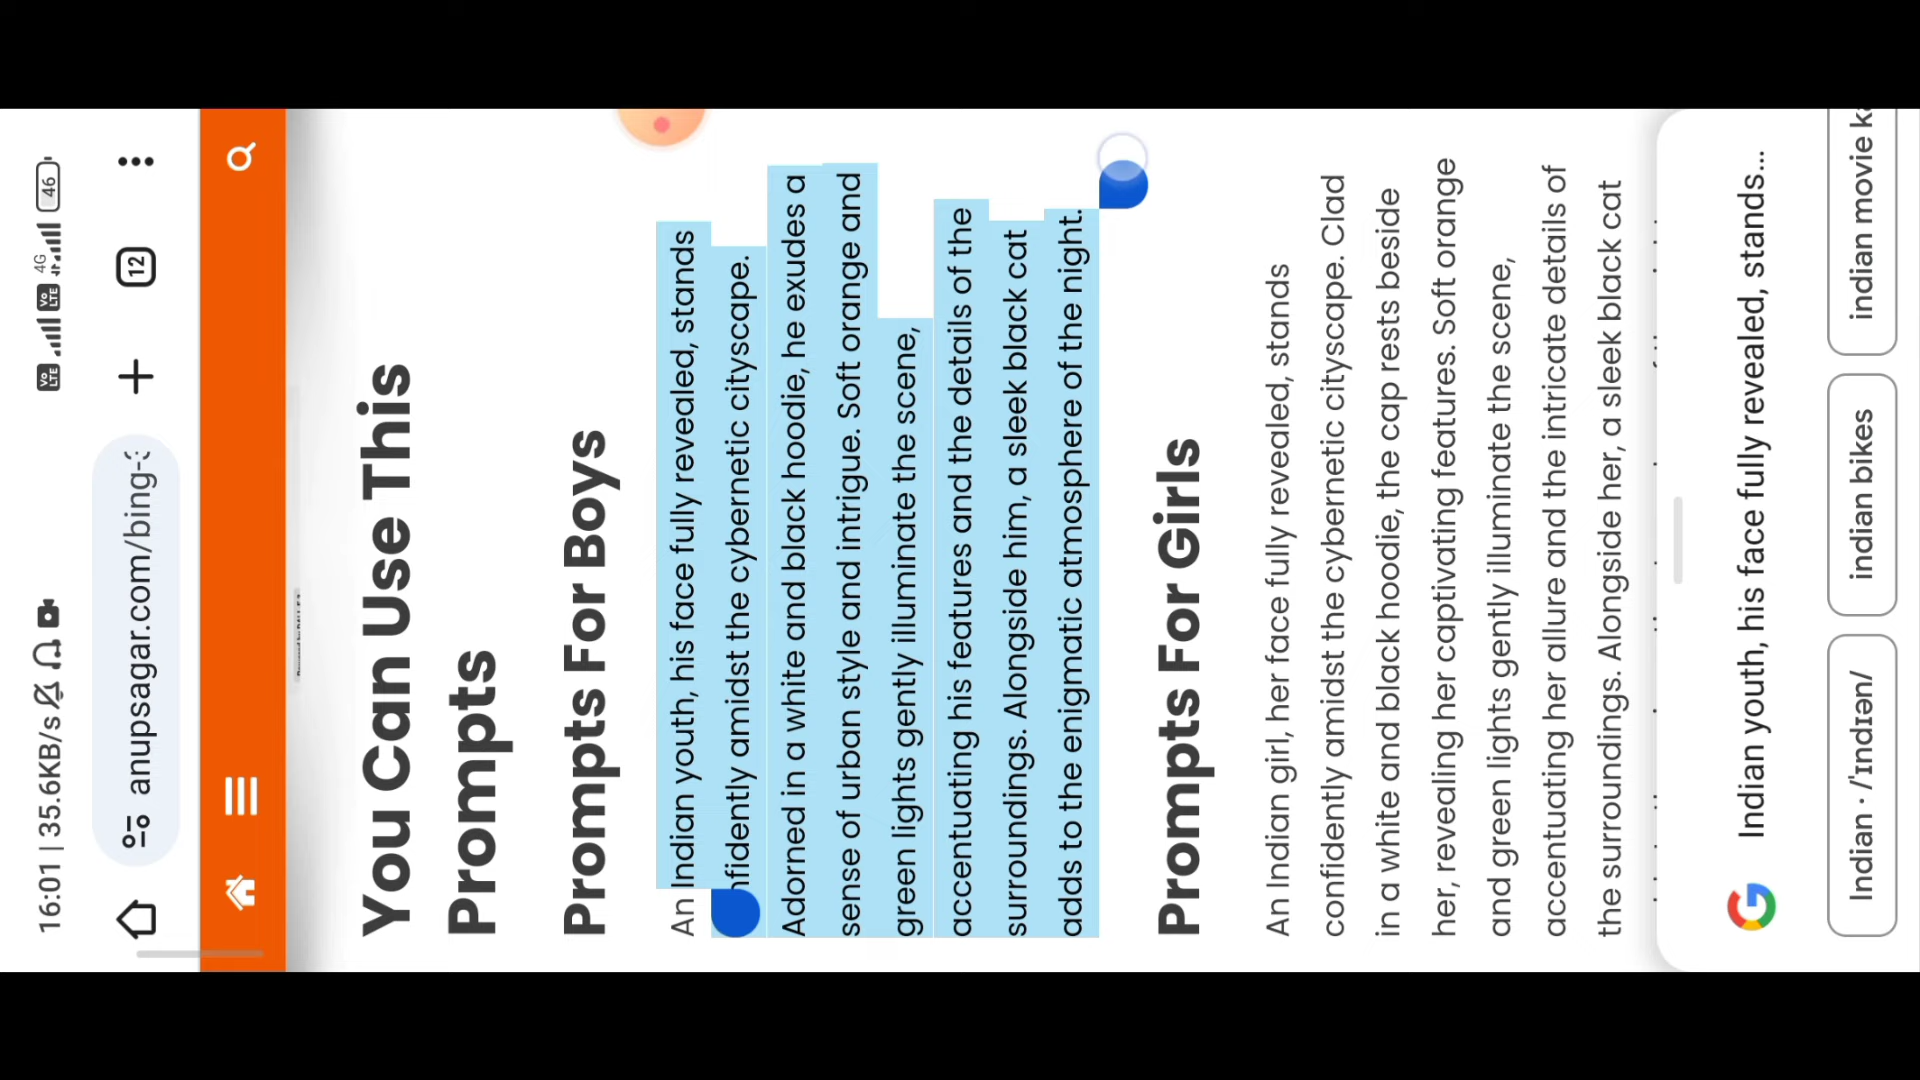 16:01 | 35.6KB/s
4G
46
anupsagar.com/bing-
12
You Can Use This
Prompts
Prompts For Boys
An Indian youth, his face fully revealed, stands
nfidently amidst the cybernetic cityscape.
Adorned in a white and black hoodie, he exudes a
sense of urban style and intrigue. Soft orange and
green lights gently illuminate the scene,
accentuating his features and the details of the
surroundings. Alongside him, a sleek black cat
adds to the enigmatic atmosphere of the night.
Prompts For Girls
An Indian girl, her face fully revealed, stands
confidently amidst the cybernetic cityscape. Clad
in a white and black hoodie, the cap rests beside
her, revealing her captivating features. Soft orange
and green lights gently illuminate the scene,
accentuating her allure and the intricate details of
the surroundings. Alongside her, a sleek black cat
Indian youth, his face fully revealed, stands...
Indian · /ˈɪndɪən/
indian bikes
indian movie k